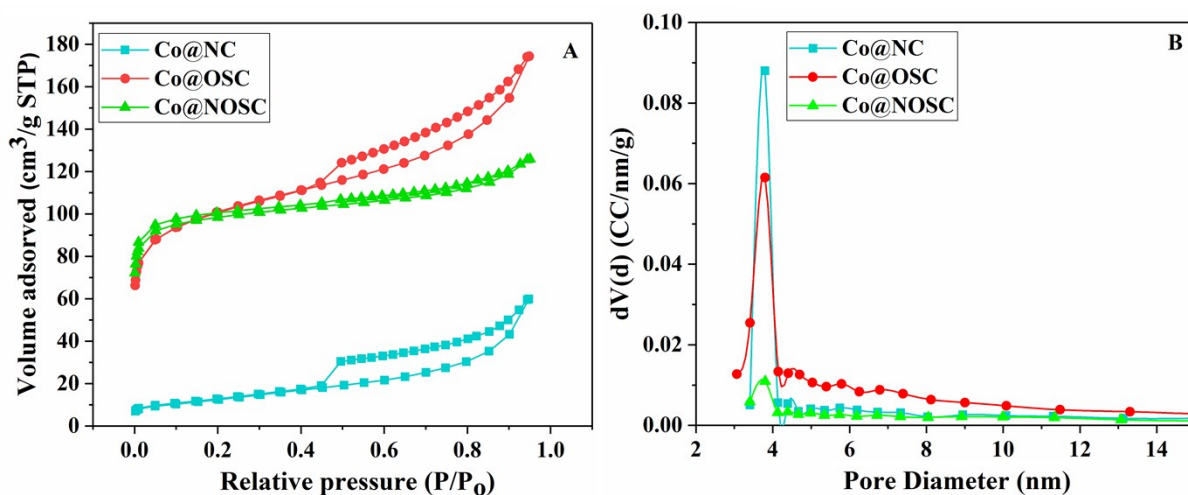 A
Co@NC
Co@OSC
Co@NOSC
Volume adsorved (cm³/g STP)
180
160
140
120
100
80
60
40
20
0
0.0 0.2 0.4 0.6 0.8 1.0
Relative pressure (P/Po)
B
Co@NC
Co@OSC
Co@NOSC
dV(d) (CC/nm/g)
0.10
0.08
0.06
0.04
0.02
0.00
2 4 6 8 10 12 14
Pore Diameter (nm)